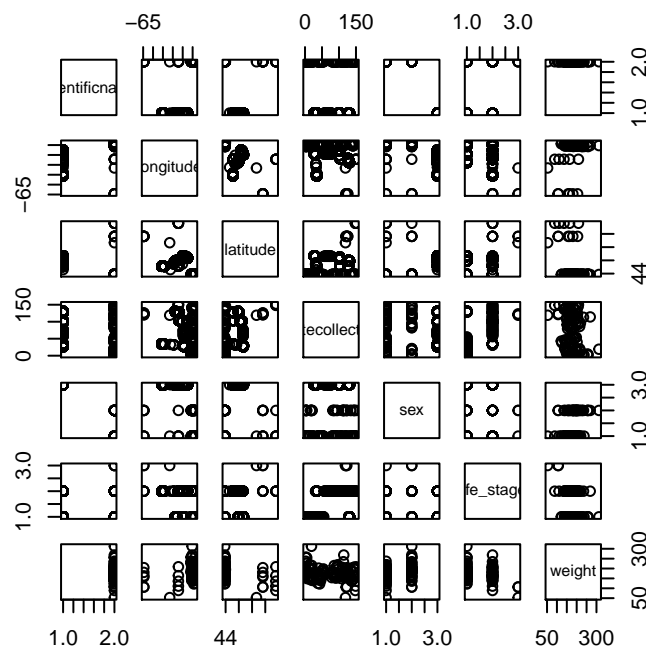 -65 0 150 1.0 3.0
entificna
1.0 2.0
-65 ongitude
latitude 44
0 150 tecollect
sex 1.0 3.0
1.0 3.0 fe_stage
weight 50 300
1.0 2.0 44 1.0 3.0 50 300